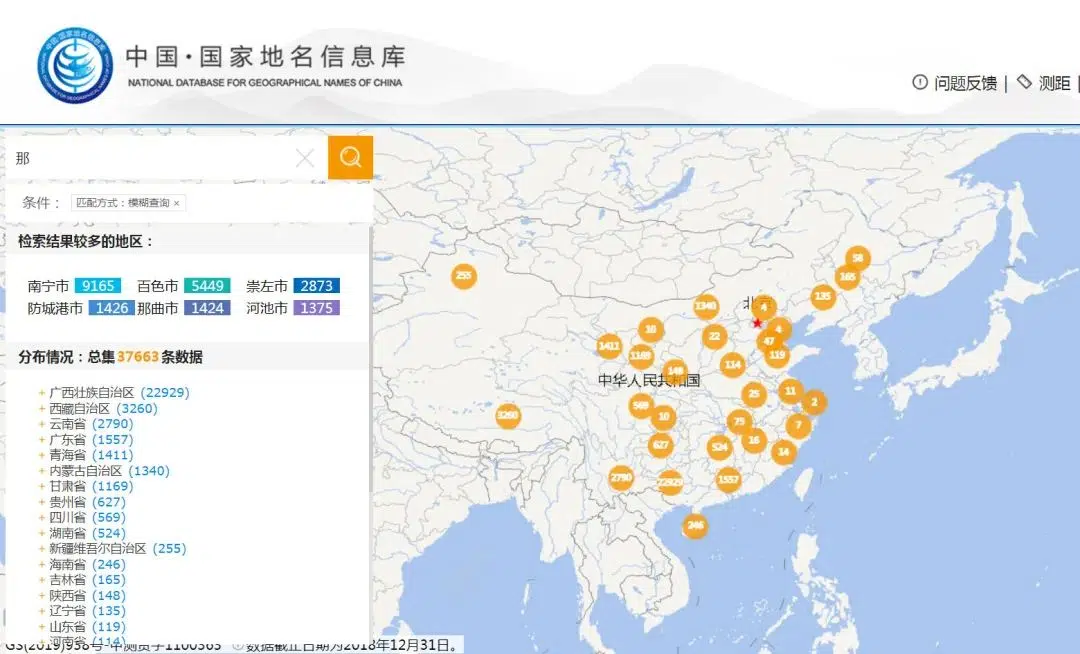 中国·国家地名信息库
NATIONAL DATABASE FOR GEOGRAPHICAL NAMES OF CHINA
问题反馈 | 测距 |
那
条件： 匹配方式：模糊查询 ×
检索结果较多的地区：
南宁市 9165 百色市 5449 崇左市 2873
防城港市 1426 那曲市 1424 河池市 1375
分布情况：总集37663条数据
+ 广西壮族自治区 (22929)
+ 西藏自治区 (3260)
+ 云南省 (2790)
+ 广东省 (1557)
+ 青海省 (1411)
+ 内蒙古自治区 (1340)
+ 甘肃省 (1169)
+ 贵州省 (627)
+ 四川省 (569)
+ 湖南省 (524)
+ 新疆维吾尔自治区 (255)
+ 海南省 (246)
+ 吉林省 (165)
+ 陕西省 (148)
+ 辽宁省 (135)
+ 山东省 (119)
+ 河南省 (114)
GS(2019)938号-甲测资字1100363 数据截止日期为2018年12月31日。
58
255
165
135
1340
北京
4
10
22
4
47
1411
1169
119
114
148
中华人民共和国
25
11
2
569
10
3260
75
7
16
627
524
14
2790
22929
1557
246